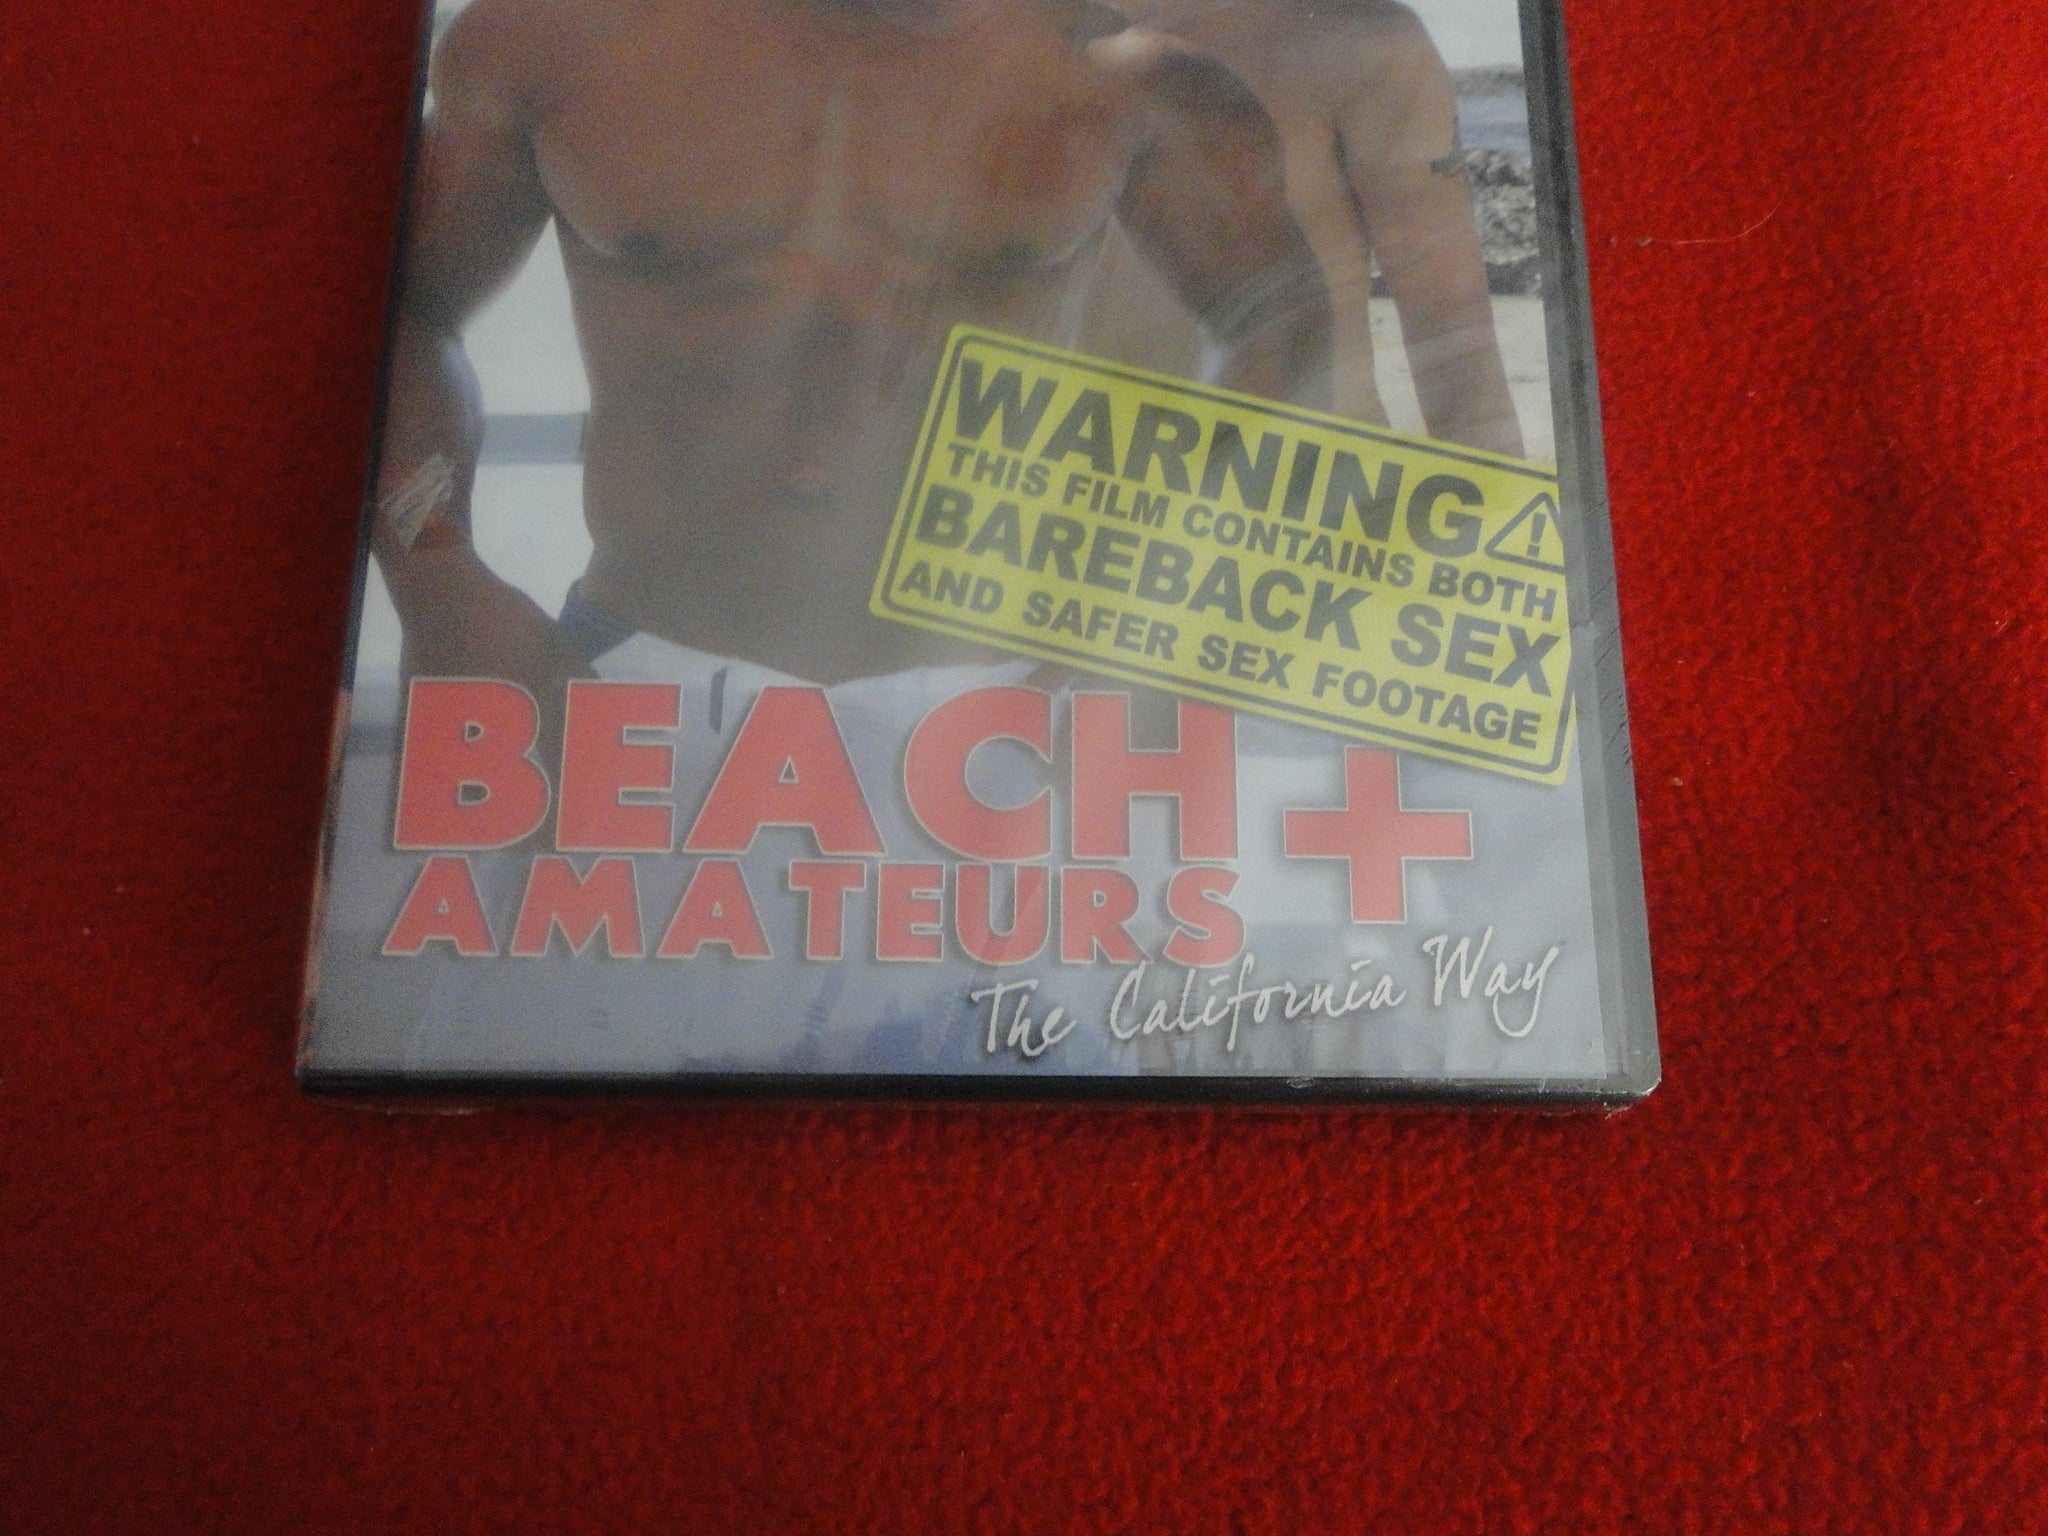 WARNING
THIS FILM CONTAINS BOTH
BAREBACK SEX
AND SAFER SEX FOOTAGE
BEACH +
AMATEURS
The California Way